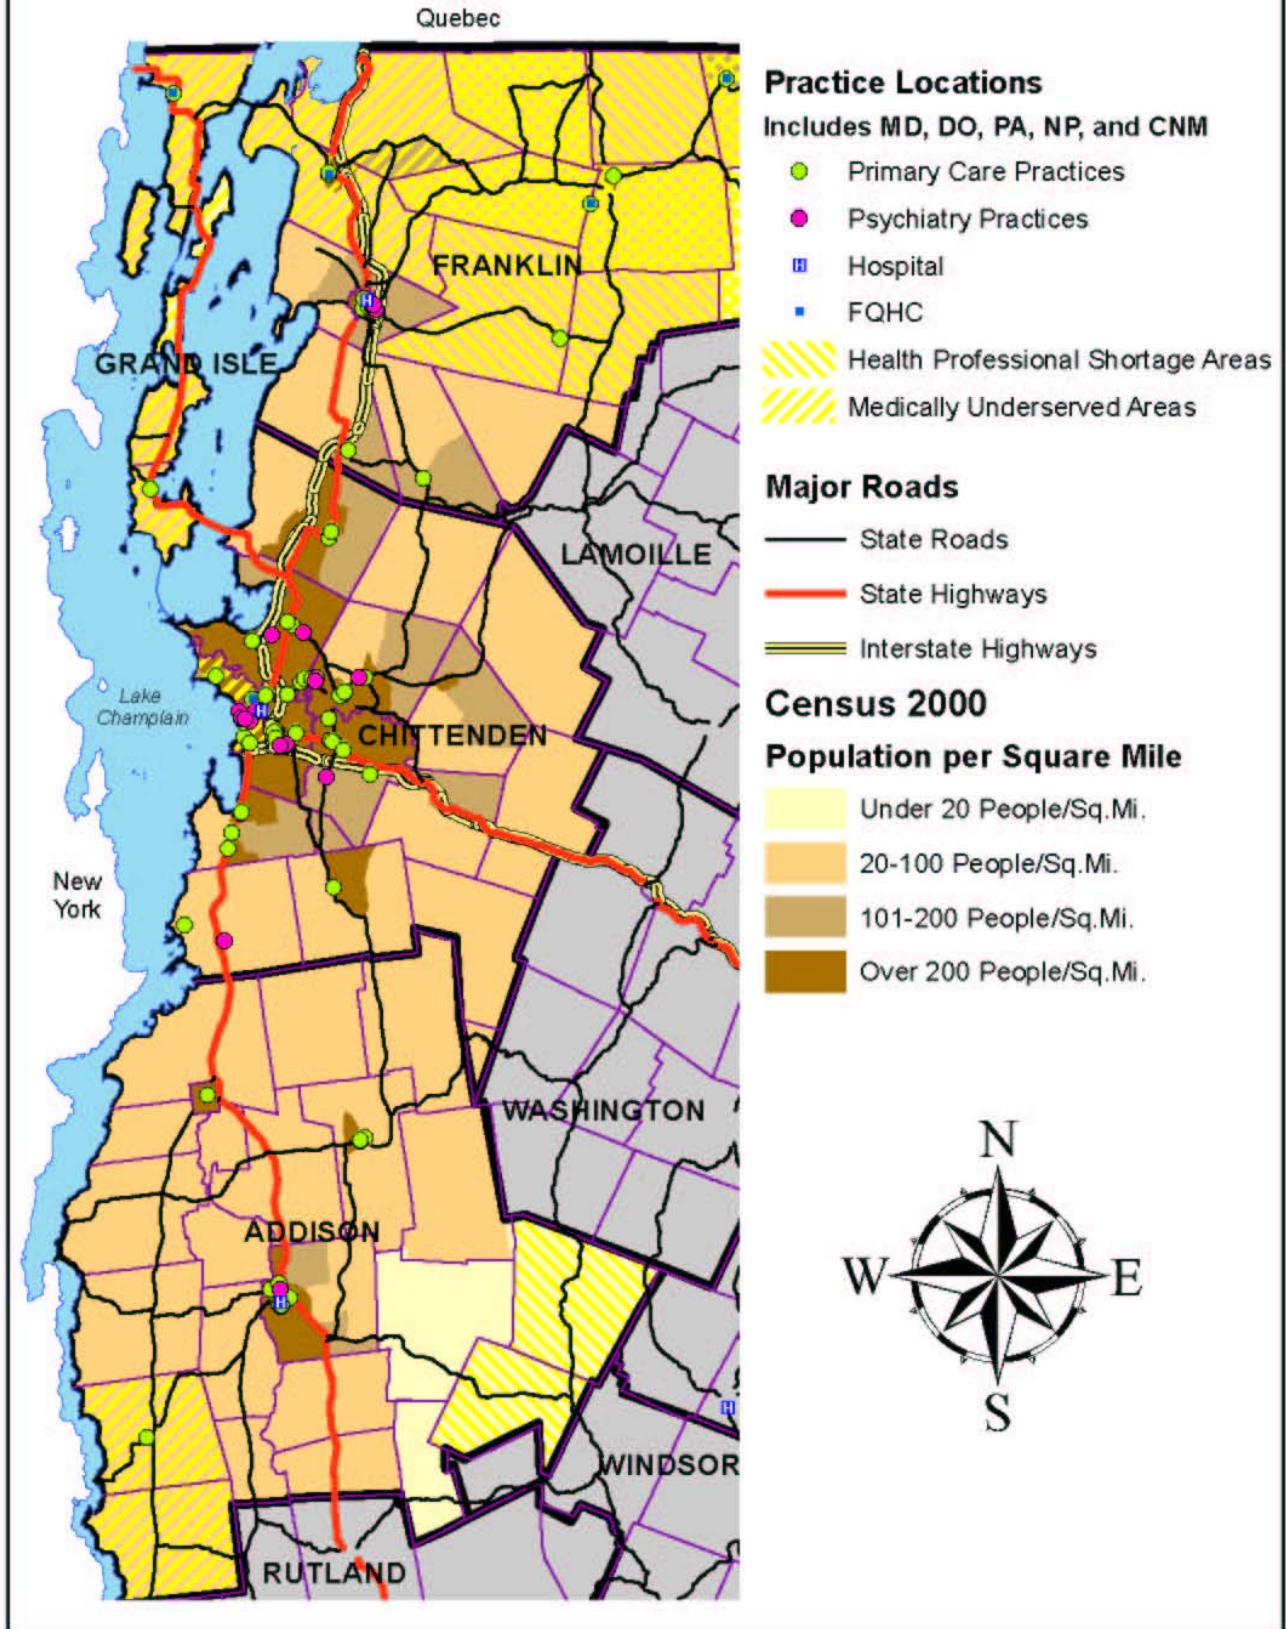 Quebec
FRANKLIN
GRAND ISLE
LAMOILLE
Lake
Champlain
CHITTENDEN
New
York
WASHINGTON
ADDISON
WINDSOR
RUTLAND
H
H
H
H
Practice Locations
Includes MD, DO, PA, NP, and CNM
Primary Care Practices
Psychiatry Practices
H Hospital
FQHC
Health Professional Shortage Areas
Medically Underserved Areas
Major Roads
State Roads
State Highways
Interstate Highways
Census 2000
Population per Square Mile
Under 20 People/Sq.Mi.
20-100 People/Sq.Mi.
101-200 People/Sq.Mi.
Over 200 People/Sq.Mi.
N
W E
S